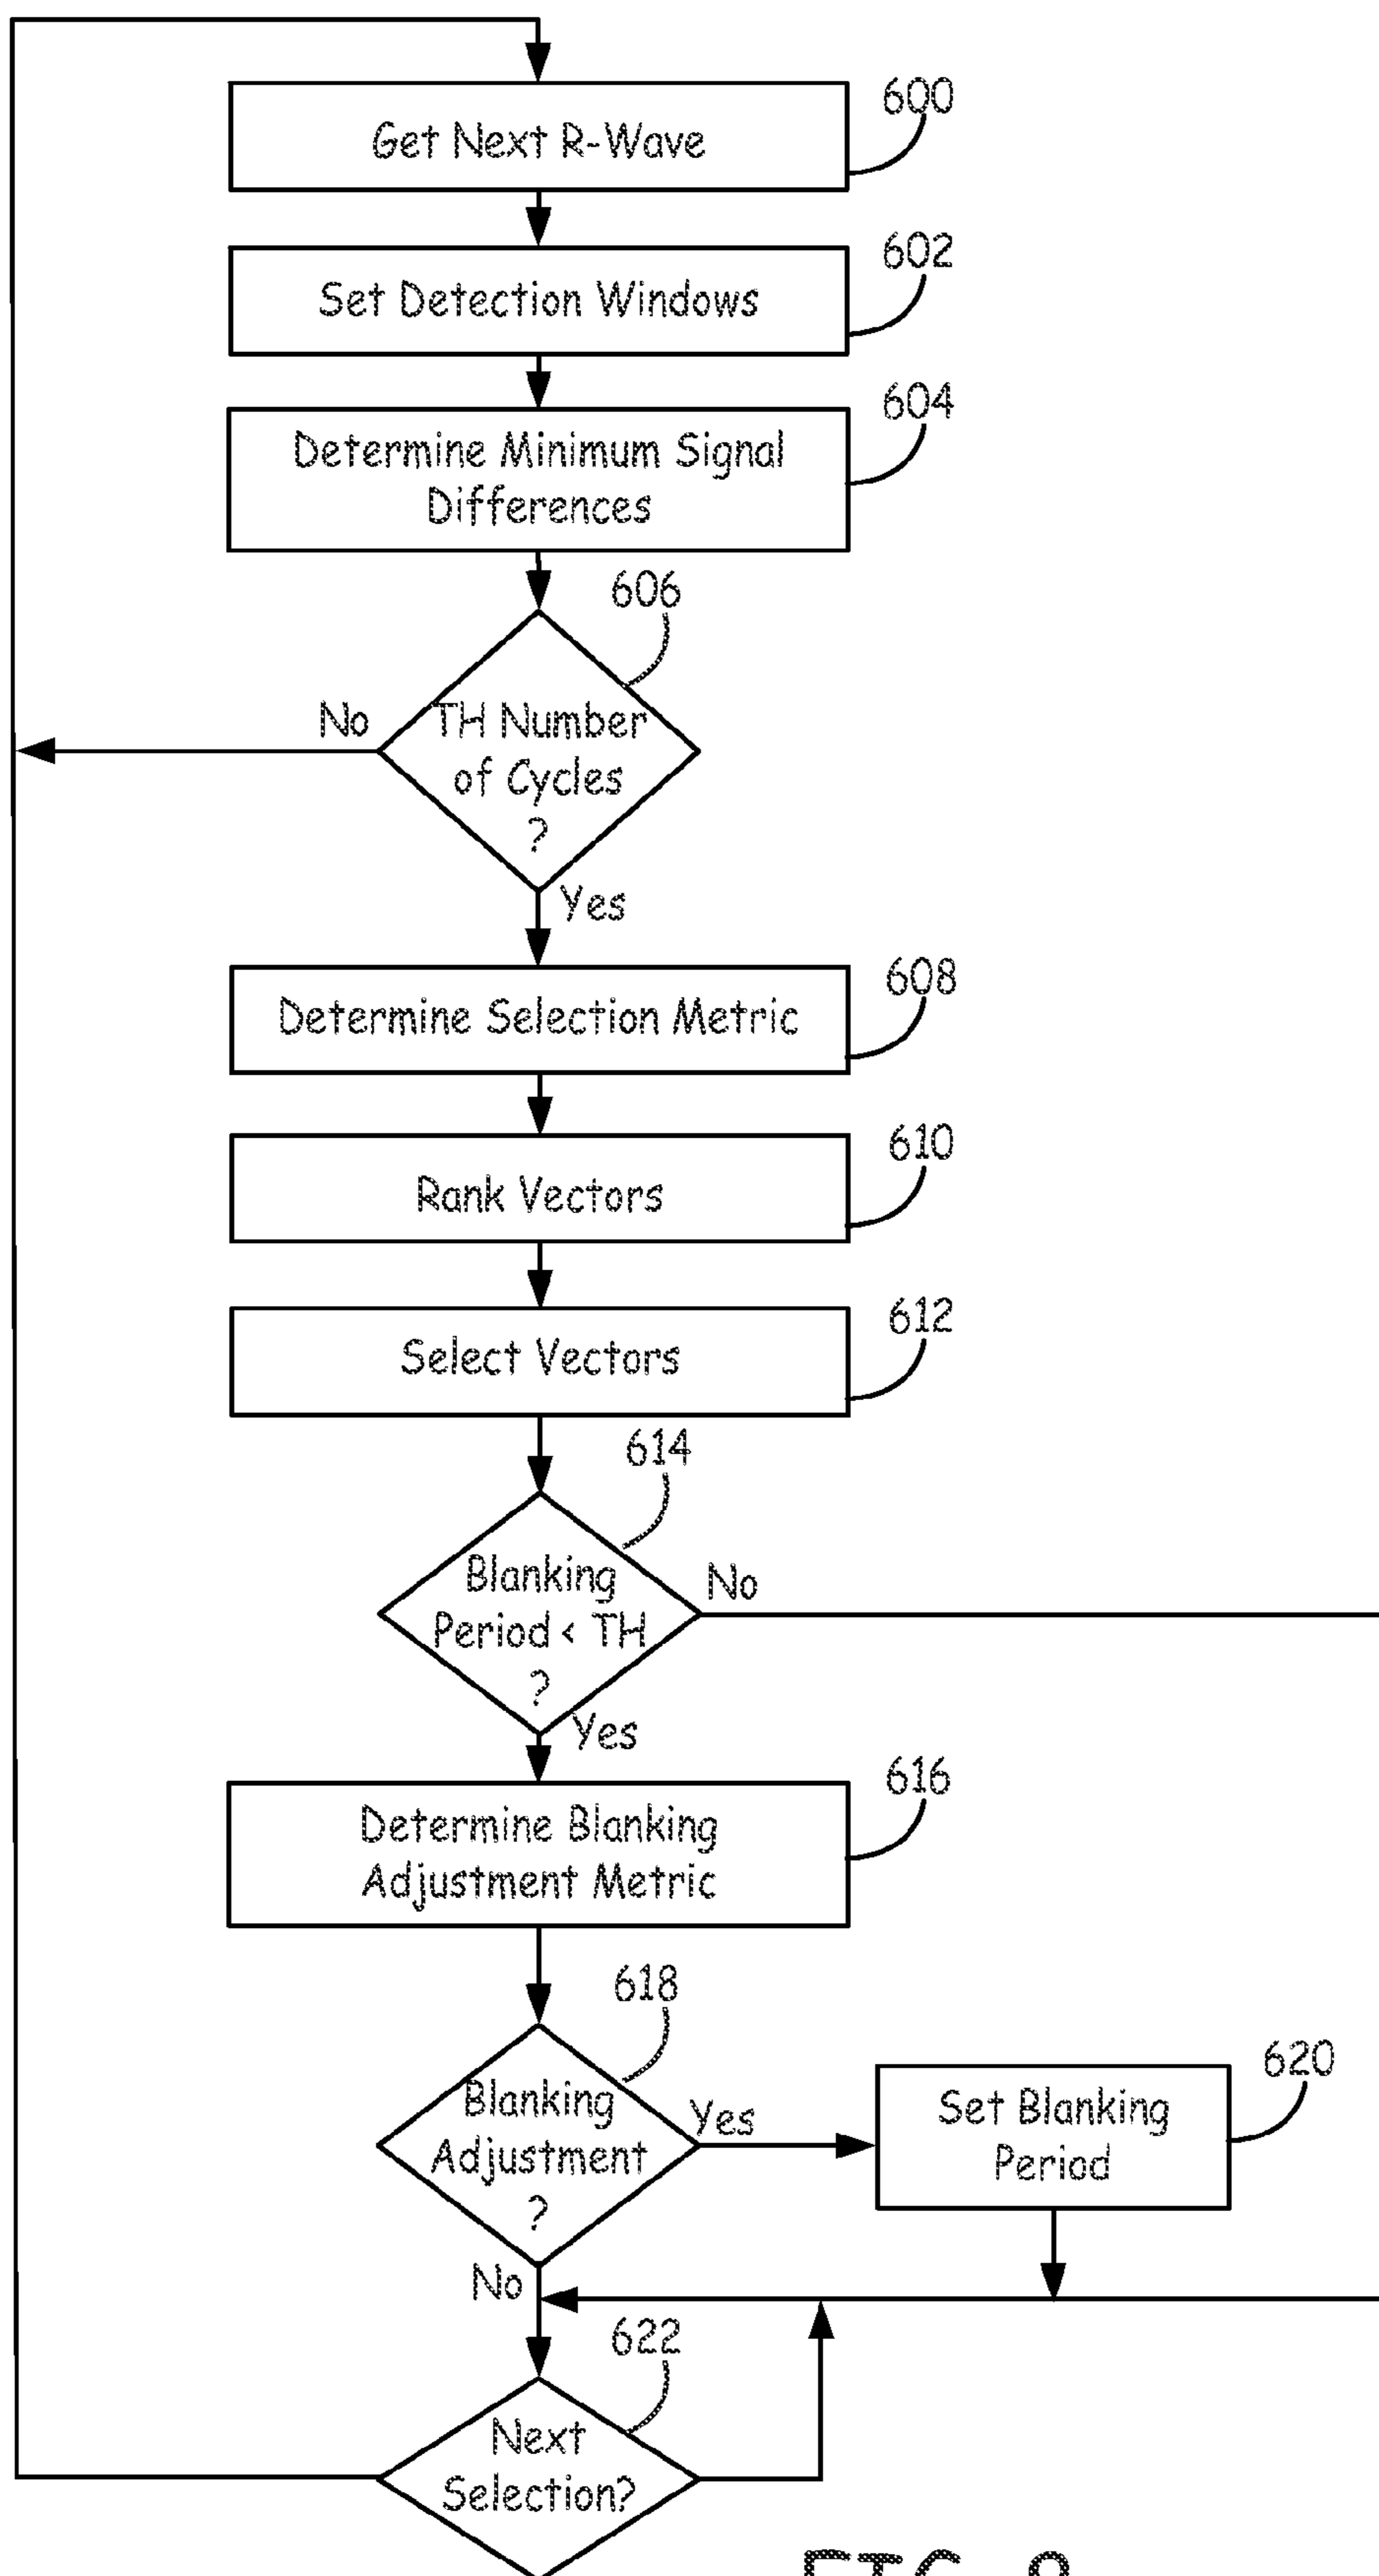 600
Get Next R-Wave
602
Set Detection Windows
604
Determine Minimum Signal
Differences
606
No
TH Number
of Cycles
?
Yes
608
Determine Selection Metric
610
Rank Vectors
612
Select Vectors
614
Blanking
Period < TH
?
No
Yes
616
Determine Blanking
Adjustment Metric
618
Blanking
Adjustment
?
Yes
620
Set Blanking
Period
No
622
Next
Selection?